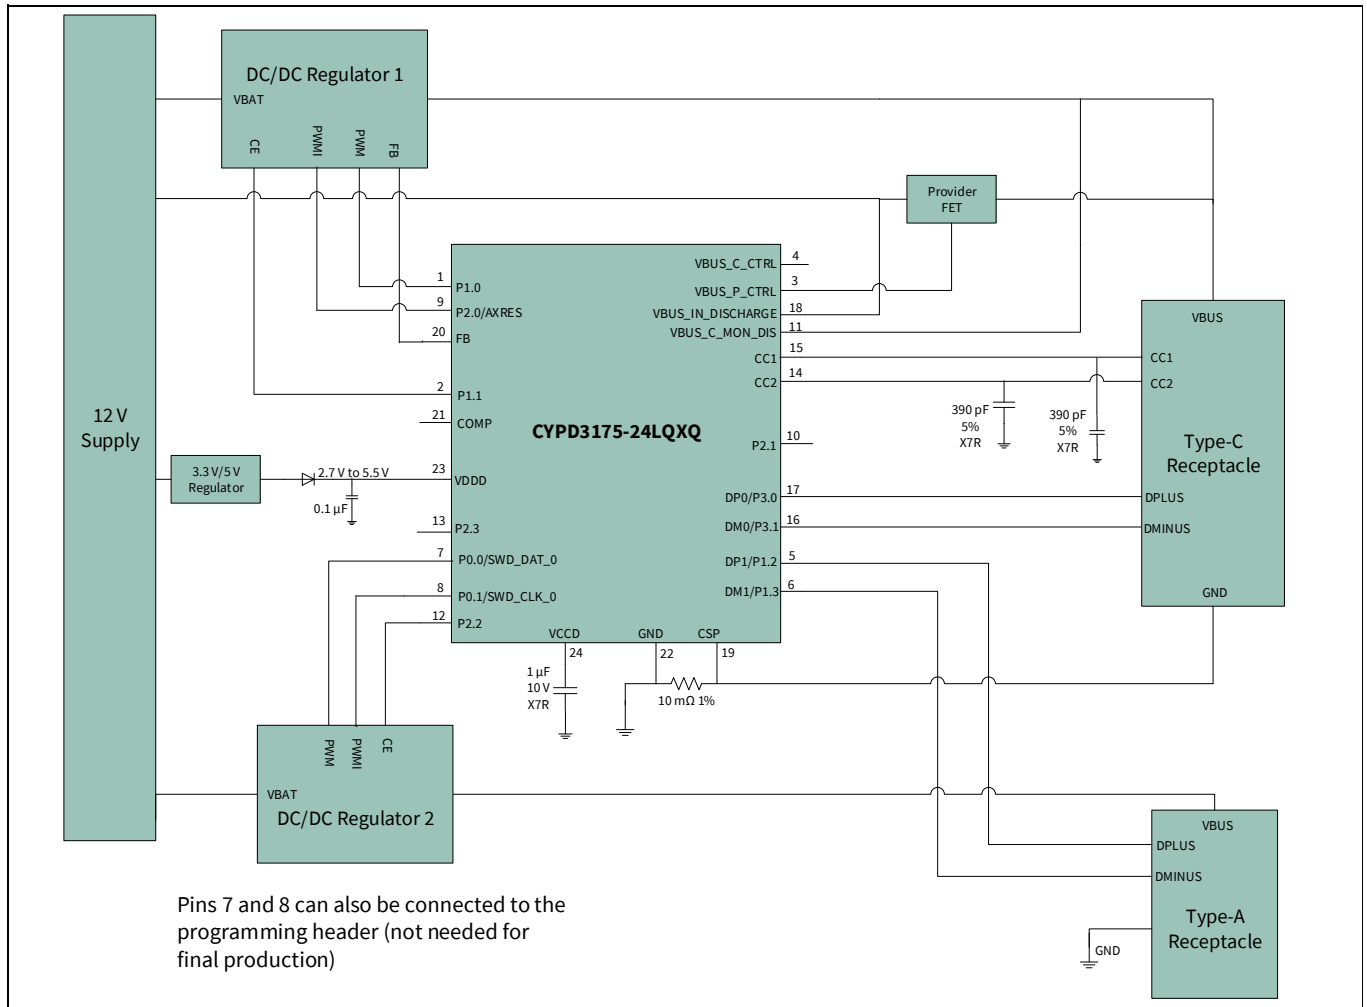 DC/DC Regulator 1
VBAT
CE
PWMI
PWM
FB
Provider
FET
12 V
Supply
3.3 V/5 V
Regulator
2.7 V to 5.5 V
0.1 µF
CYPD3175-24LQXQ
1
P1.0
9
P2.0/AXRES
20
FB
2
P1.1
21
COMP
23
VDDD
13
P2.3
7
P0.0/SWD_DAT_0
8
P0.1/SWD_CLK_0
12
P2.2
VBUS_C_CTRL
4
VBUS_P_CTRL
3
VBUS_IN_DISCHARGE
18
VBUS_C_MON_DIS
11
CC1
15
CC2
14
P2.1
10
DP0/P3.0
17
DM0/P3.1
16
DP1/P1.2
5
DM1/P1.3
6
VCCD
24
GND
22
CSP
19
1 µF
10 V
X7R
10 mΩ 1%
390 pF
5%
X7R
390 pF
5%
X7R
VBUS
CC1
CC2
Type-C
Receptacle
DPLUS
DMINUS
GND
PWM
PWMI
CE
VBAT
DC/DC Regulator 2
VBUS
DPLUS
DMINUS
Type-A
Receptacle
GND
Pins 7 and 8 can also be connected to the
programming header (not needed for
final production)